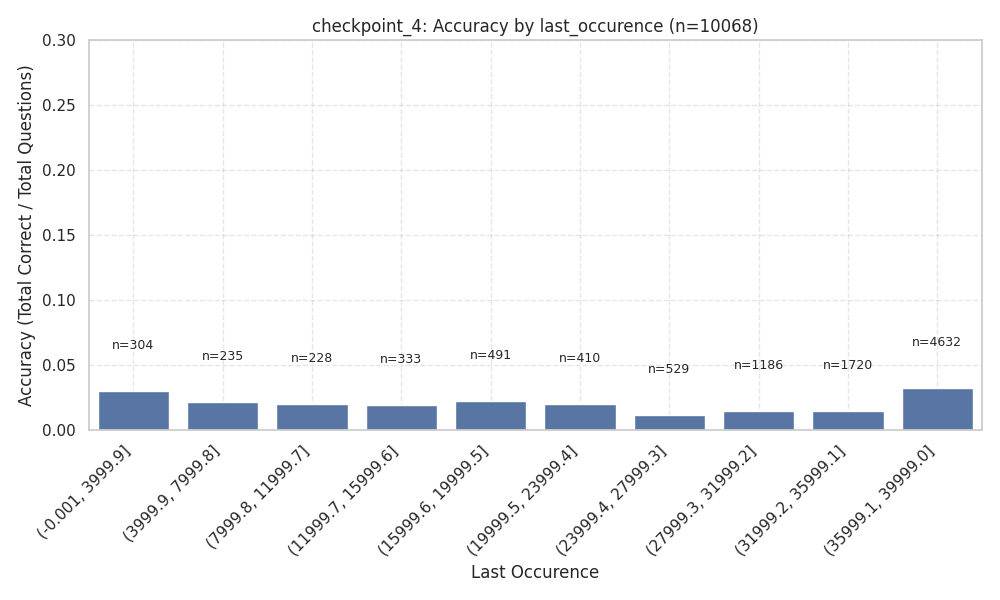 checkpoint_4: Accuracy by last_occurence (n=10068)
Accuracy (Total Correct / Total Questions)
0.30
0.25
0.20
0.15
0.10
0.05
0.00
n=304
n=235
n=228
n=333
n=491
n=410
n=529
n=1186
n=1720
n=4632
(-0.001, 3999.9]
(3999.9, 7999.8]
(7999.8, 11999.7]
(11999.7, 15999.6]
(15999.6, 19999.5]
(19999.5, 23999.4]
(23999.4, 27999.3]
(27999.3, 31999.2]
(31999.2, 35999.1]
(35999.1, 39999.0]
Last Occurence